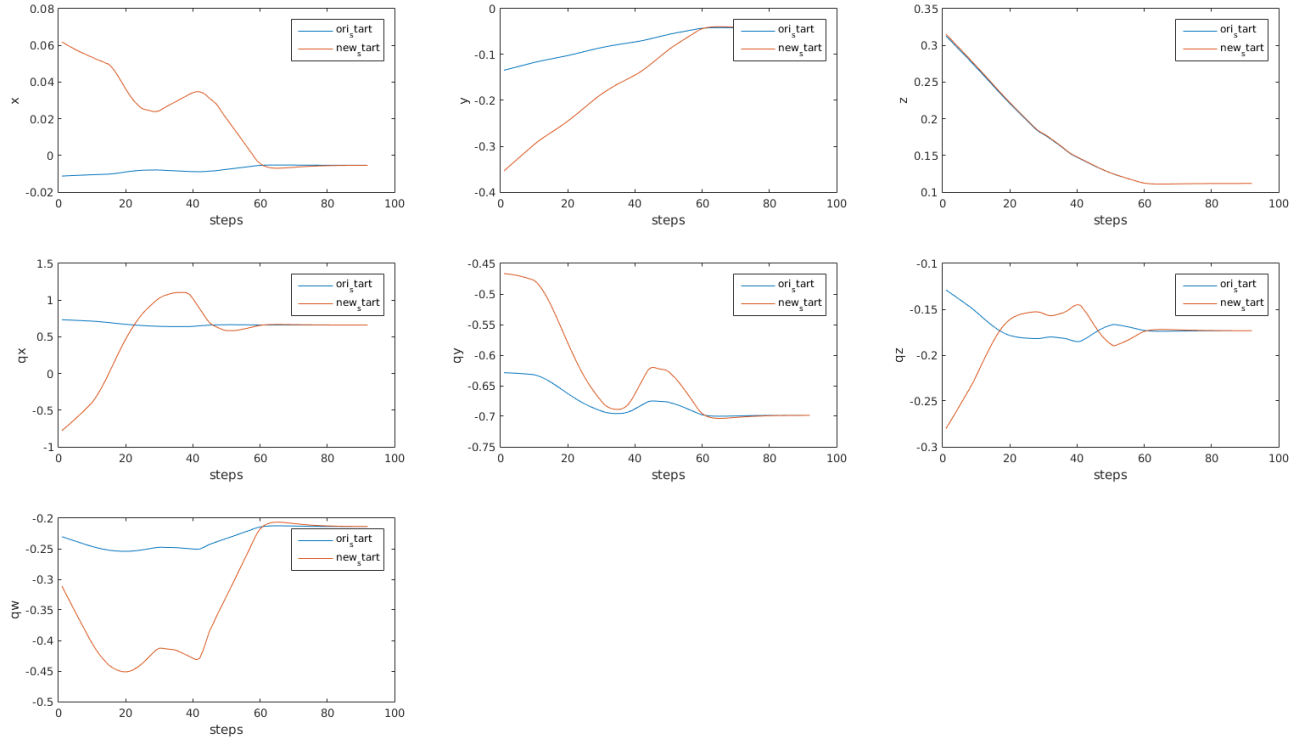 0.08
0.06
0.04
0.02
0
-0.02
x
0 20 40 60 80 100
steps
ori_start
new_start
0
-0.1
-0.2
-0.3
-0.4
y
0 20 40 60 80 100
steps
ori_start
new_start
0.35
0.3
0.25
0.2
0.15
0.1
z
0 20 40 60 80 100
steps
ori_start
new_start
1.5
1
0.5
0
-0.5
-1
qx
0 20 40 60 80 100
steps
ori_start
new_start
-0.45
-0.5
-0.55
-0.6
-0.65
-0.7
-0.75
qy
0 20 40 60 80 100
steps
ori_start
new_start
-0.1
-0.15
-0.2
-0.25
-0.3
qz
0 20 40 60 80 100
steps
ori_start
new_start
-0.2
-0.25
-0.3
-0.35
-0.4
-0.45
-0.5
qw
0 20 40 60 80 100
steps
ori_start
new_start